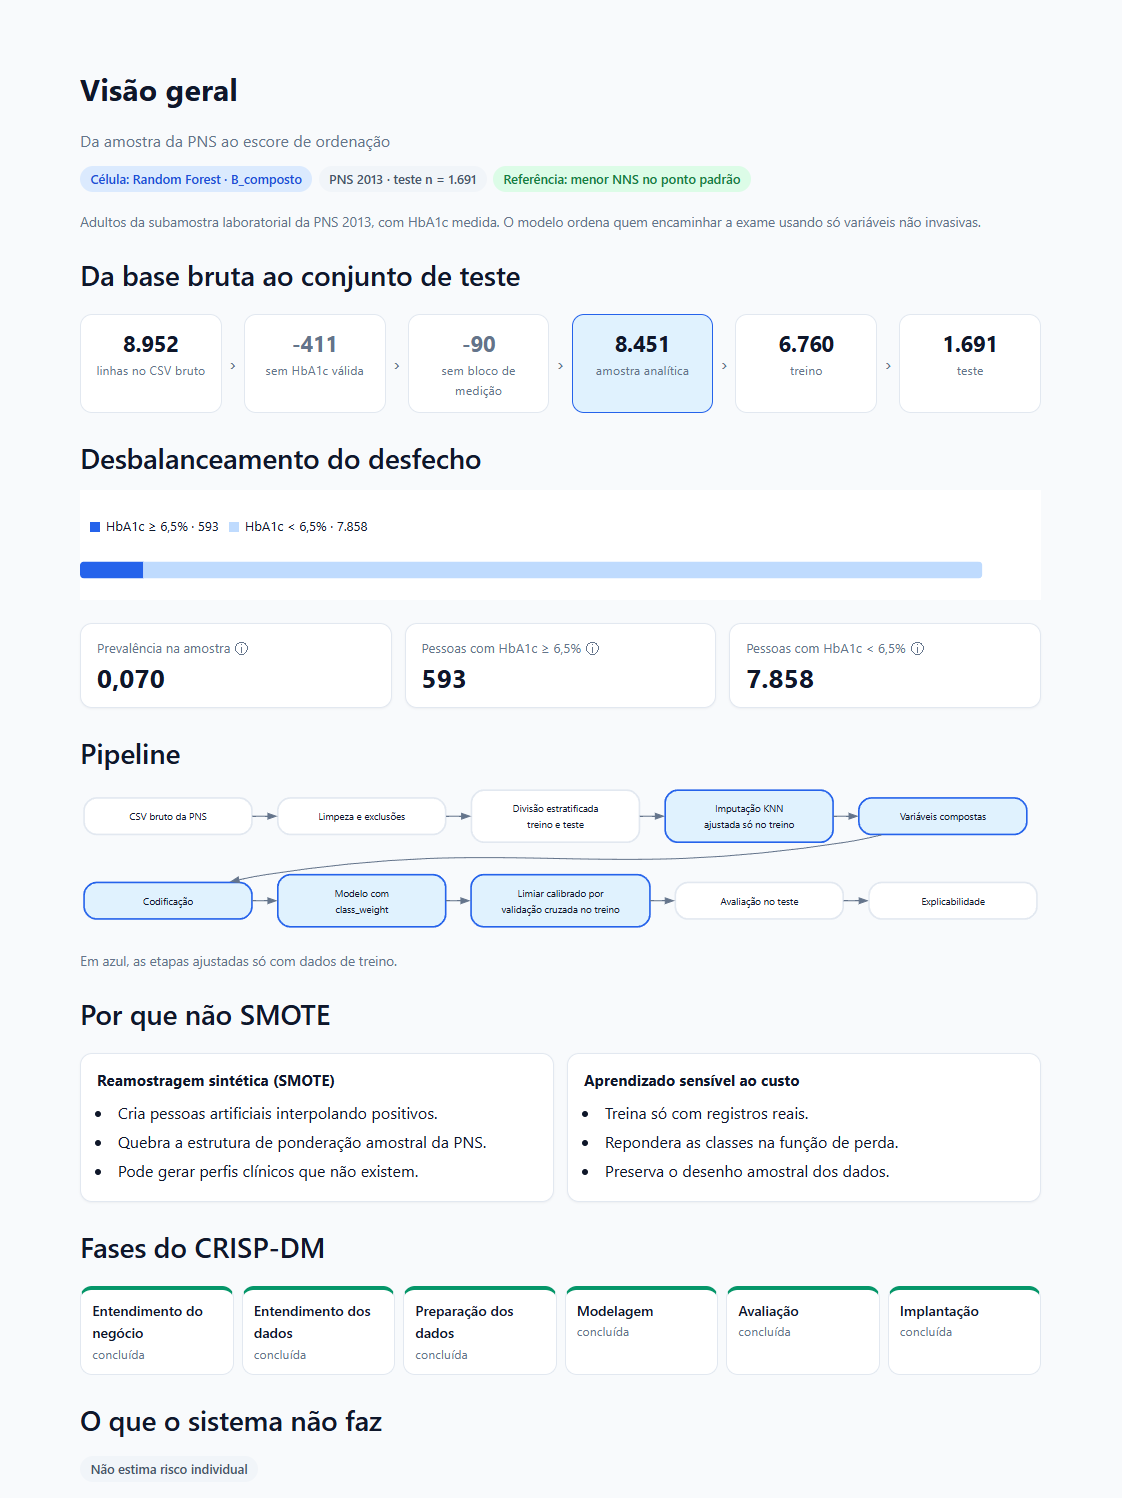 Visão geral
Da amostra da PNS ao escore de ordenação
Célula: Random Forest · B_composto
PNS 2013 · teste n = 1.691
Referência: menor NNS no ponto padrão
Adultos da subamostra laboratorial da PNS 2013, com HbA1c medida. O modelo ordena quem encaminhar a exame usando só variáveis não invasivas.
Da base bruta ao conjunto de teste
8.952
linhas no CSV bruto
›
-411
sem HbA1c válida
›
-90
sem bloco de
medição
›
8.451
amostra analítica
›
6.760
treino
›
1.691
teste
Desbalanceamento do desfecho
HbA1c ≥ 6,5% · 593
HbA1c < 6,5% · 7.858
Prevalência na amostra ⓘ
0,070
Pessoas com HbA1c ≥ 6,5% ⓘ
593
Pessoas com HbA1c < 6,5% ⓘ
7.858
Pipeline
CSV bruto da PNS
Limpeza e exclusões
Divisão estratificada
treino e teste
Imputação KNN
ajustada só no treino
Variáveis compostas
Codificação
Modelo com
class_weight
Limiar calibrado por
validação cruzada no treino
Avaliação no teste
Explicabilidade
Em azul, as etapas ajustadas só com dados de treino.
Por que não SMOTE
Reamostragem sintética (SMOTE)
• Cria pessoas artificiais interpolando positivos.
• Quebra a estrutura de ponderação amostral da PNS.
• Pode gerar perfis clínicos que não existem.
Aprendizado sensível ao custo
• Treina só com registros reais.
• Repondera as classes na função de perda.
• Preserva o desenho amostral dos dados.
Fases do CRISP-DM
Entendimento do
negócio
concluída
Entendimento dos
dados
concluída
Preparação dos
dados
concluída
Modelagem
concluída
Avaliação
concluída
Implantação
concluída
O que o sistema não faz
Não estima risco individual